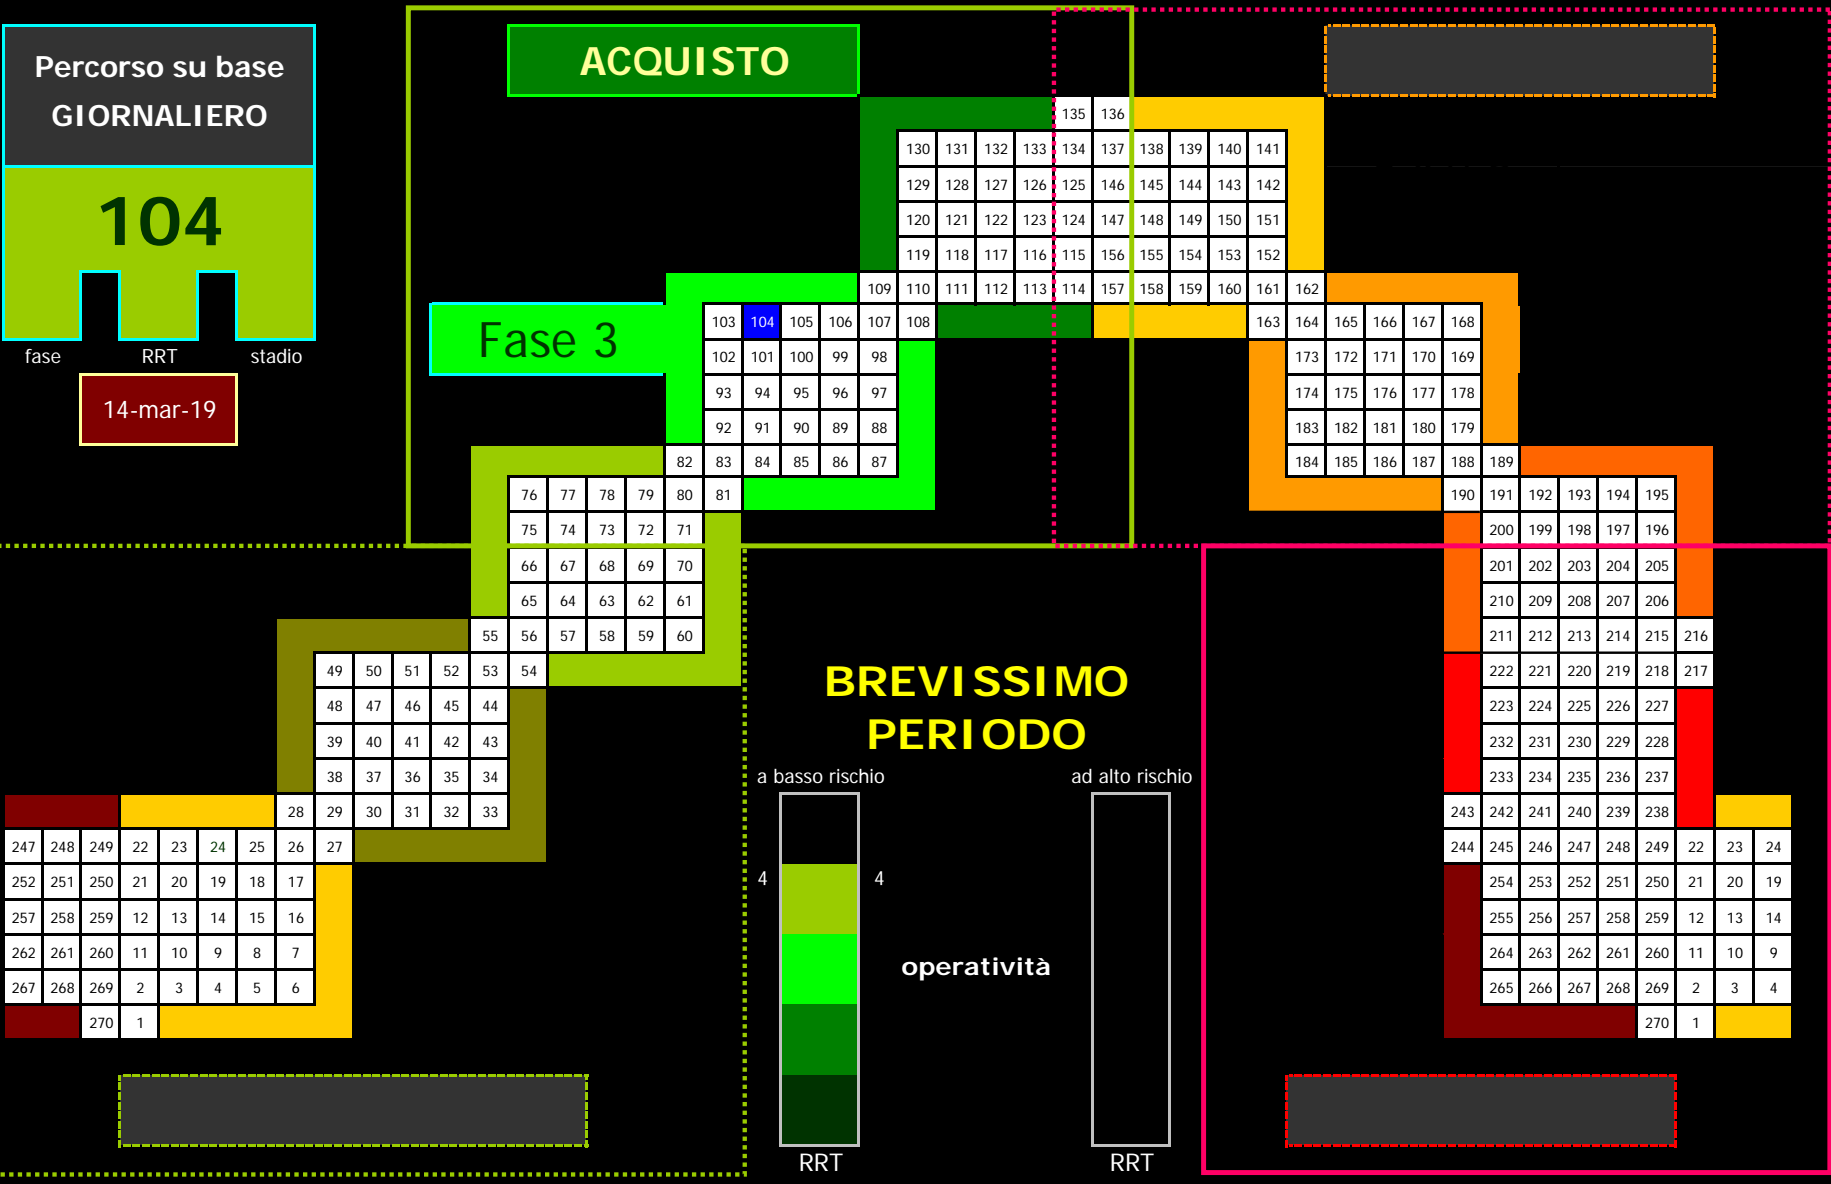 Percorso su base
GIORNALIERO
104
fase RRT stadio
14-mar-19
ACQUISTO
Fase 3
135 136
130 131 132 133 134 137 138 139 140 141
129 128 127 126 125 146 145 144 143 142
120 121 122 123 124 147 148 149 150 151
119 118 117 116 115 156 155 154 153 152
109 110 111 112 113 114 157 158 159 160 161 162
103 104 105 106 107 108 163 164 165 166 167 168
102 101 100 99 98 173 172 171 170 169
93 94 95 96 97 174 175 176 177 178
92 91 90 89 88 183 182 181 180 179
82 83 84 85 86 87 184 185 186 187 188 189
76 77 78 79 80 81 190 191 192 193 194 195
75 74 73 72 71 200 199 198 197 196
66 67 68 69 70 201 202 203 204 205
65 64 63 62 61 210 209 208 207 206
55 56 57 58 59 60 211 212 213 214 215 216
49 50 51 52 53 54 222 221 220 219 218 217
48 47 46 45 44 223 224 225 226 227
39 40 41 42 43 232 231 230 229 228
38 37 36 35 34 233 234 235 236 237
28 29 30 31 32 33 243 242 241 240 239 238
247 248 249 22 23 24 25 26 27 244 245 246 247 248 249 22 23 24
252 251 250 21 20 19 18 17 254 253 252 251 250 21 20 19
257 258 259 12 13 14 15 16 255 256 257 258 259 12 13 14
262 261 260 11 10 9 8 7 264 263 262 261 260 11 10 9
267 268 269 2 3 4 5 6 265 266 267 268 269 2 3 4
270 1 270 1
BREVISSIMO
PERIODO
a basso rischio ad alto rischio
4 4
operatività
RRT RRT